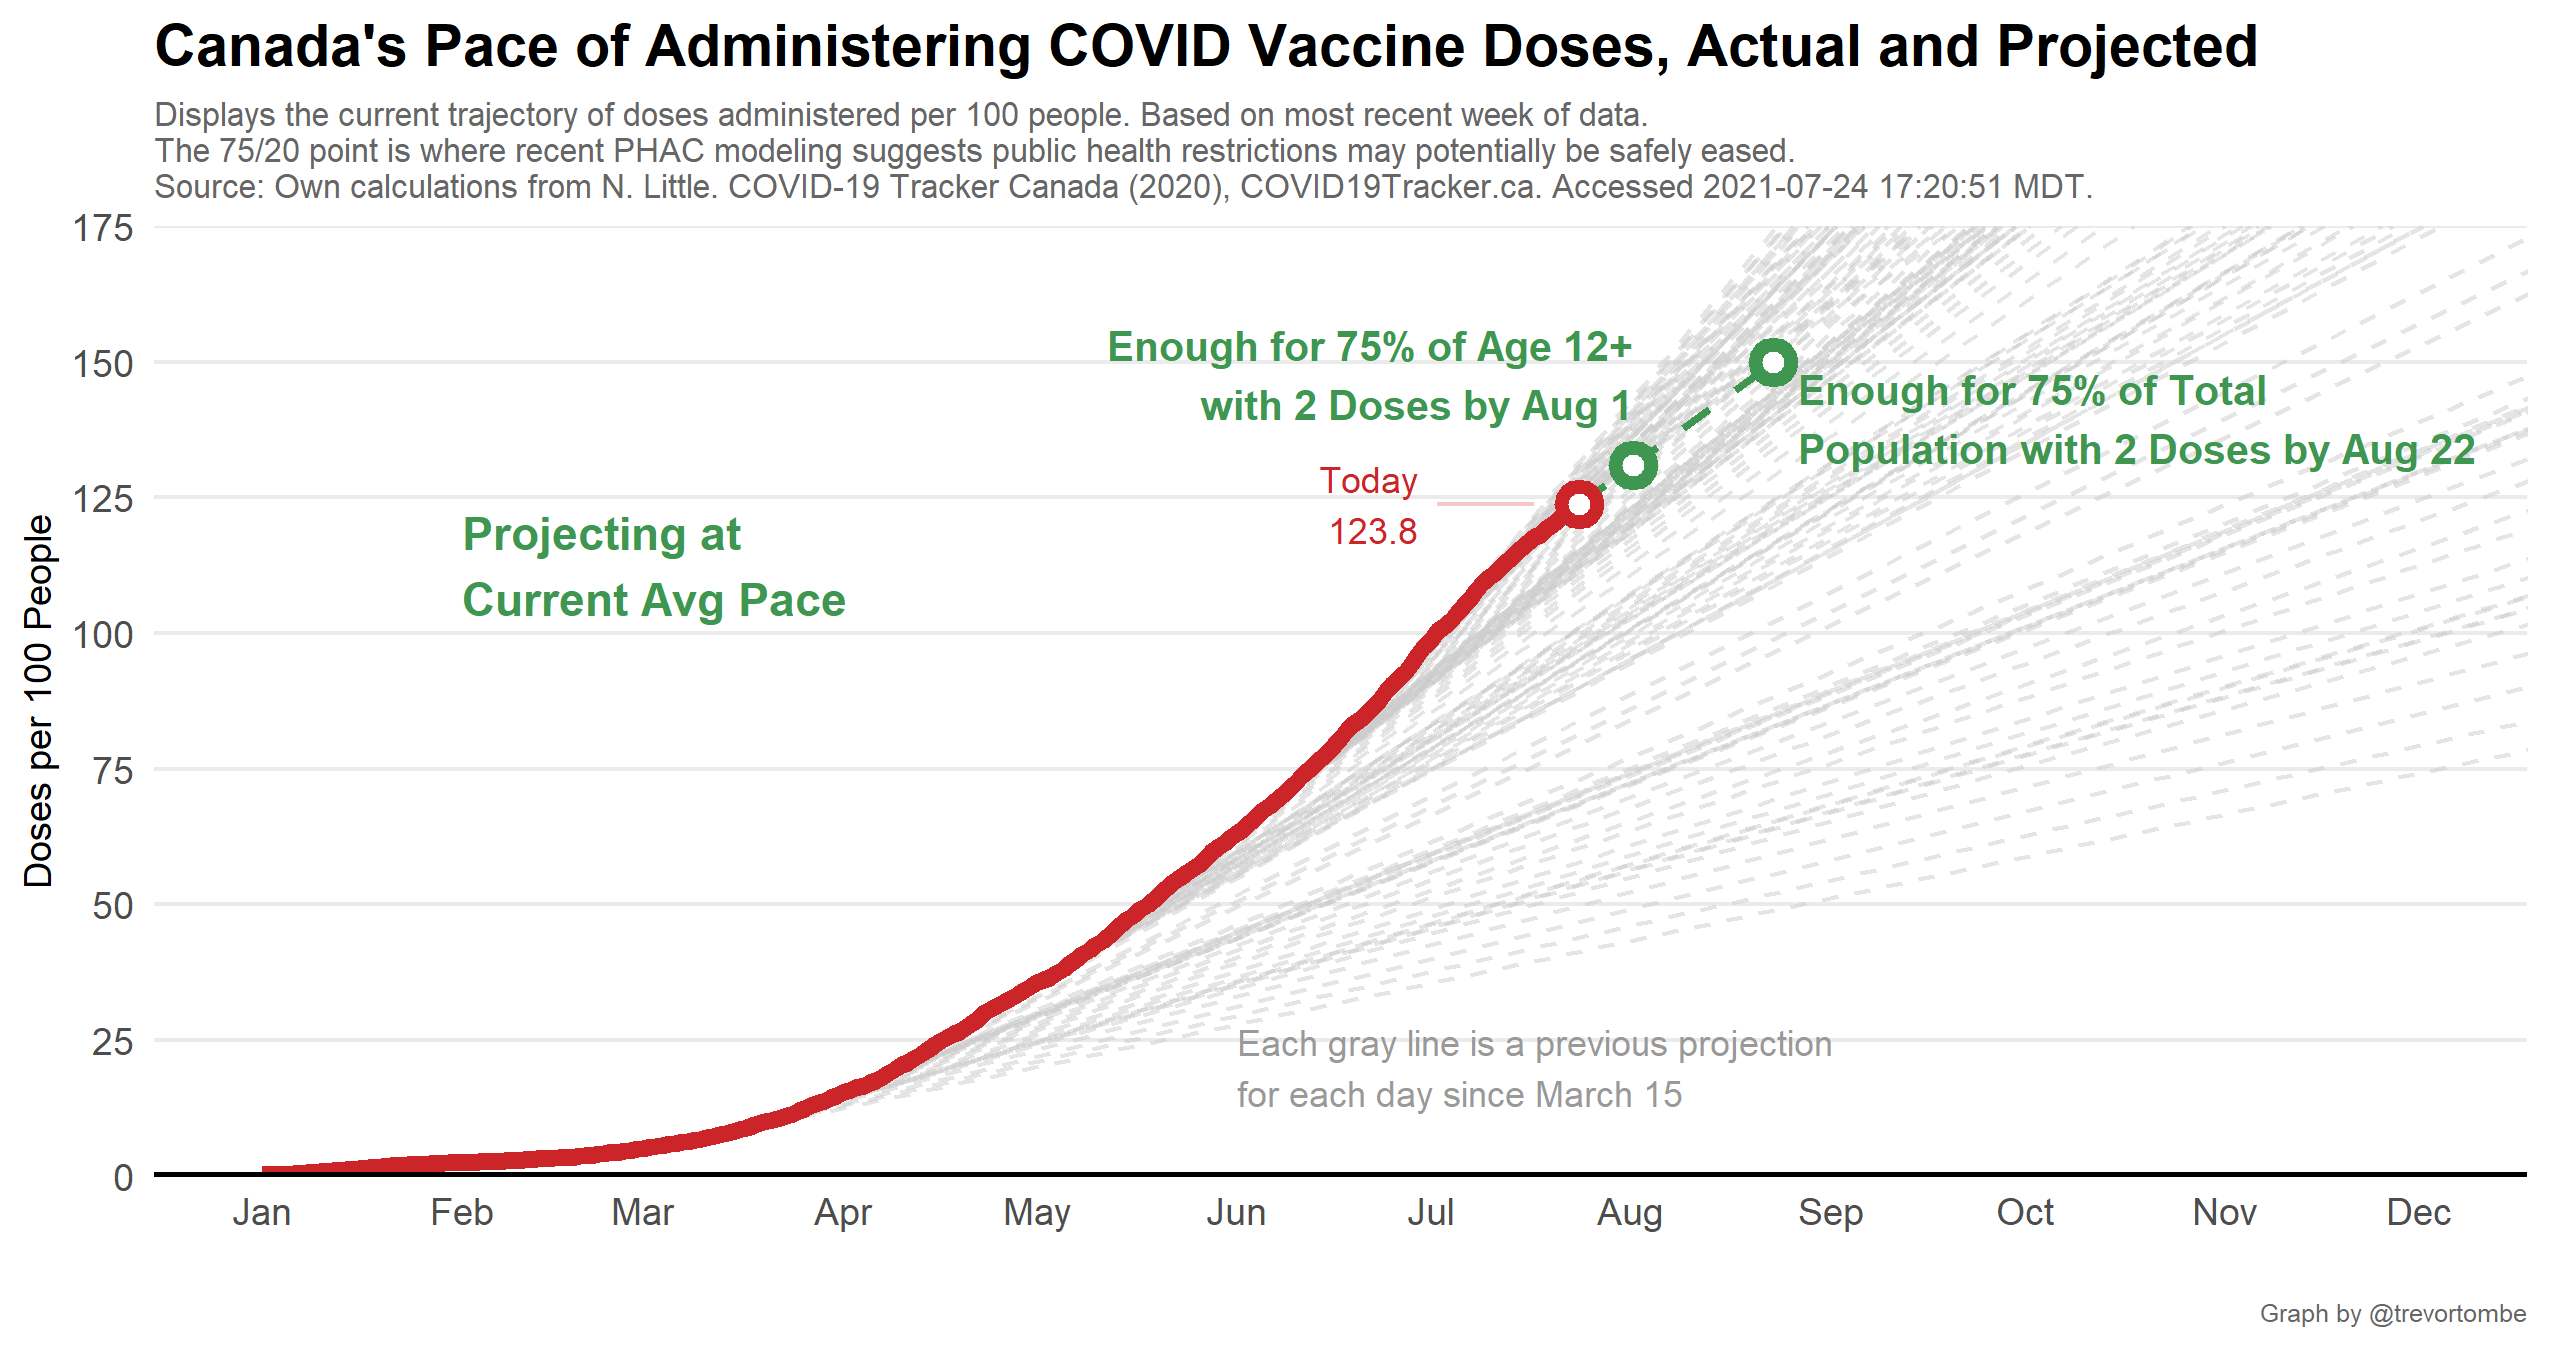 Canada's Pace of Administering COVID Vaccine Doses, Actual and Projected
Displays the current trajectory of doses administered per 100 people. Based on most recent week of data.
The 75/20 point is where recent PHAC modeling suggests public health restrictions may potentially be safely eased.
Source: Own calculations from N. Little. COVID-19 Tracker Canada (2020), COVID19Tracker.ca. Accessed 2021-07-24 17:20:51 MDT.
Doses per 100 People
175
150
125
100
75
50
25
0
Enough for 75% of Age 12+
with 2 Doses by Aug 1
Enough for 75% of Total
Population with 2 Doses by Aug 22
Today
123.8
Projecting at
Current Avg Pace
Each gray line is a previous projection
for each day since March 15
Jan Feb Mar Apr May Jun Jul Aug Sep Oct Nov Dec
Graph by @trevortombe